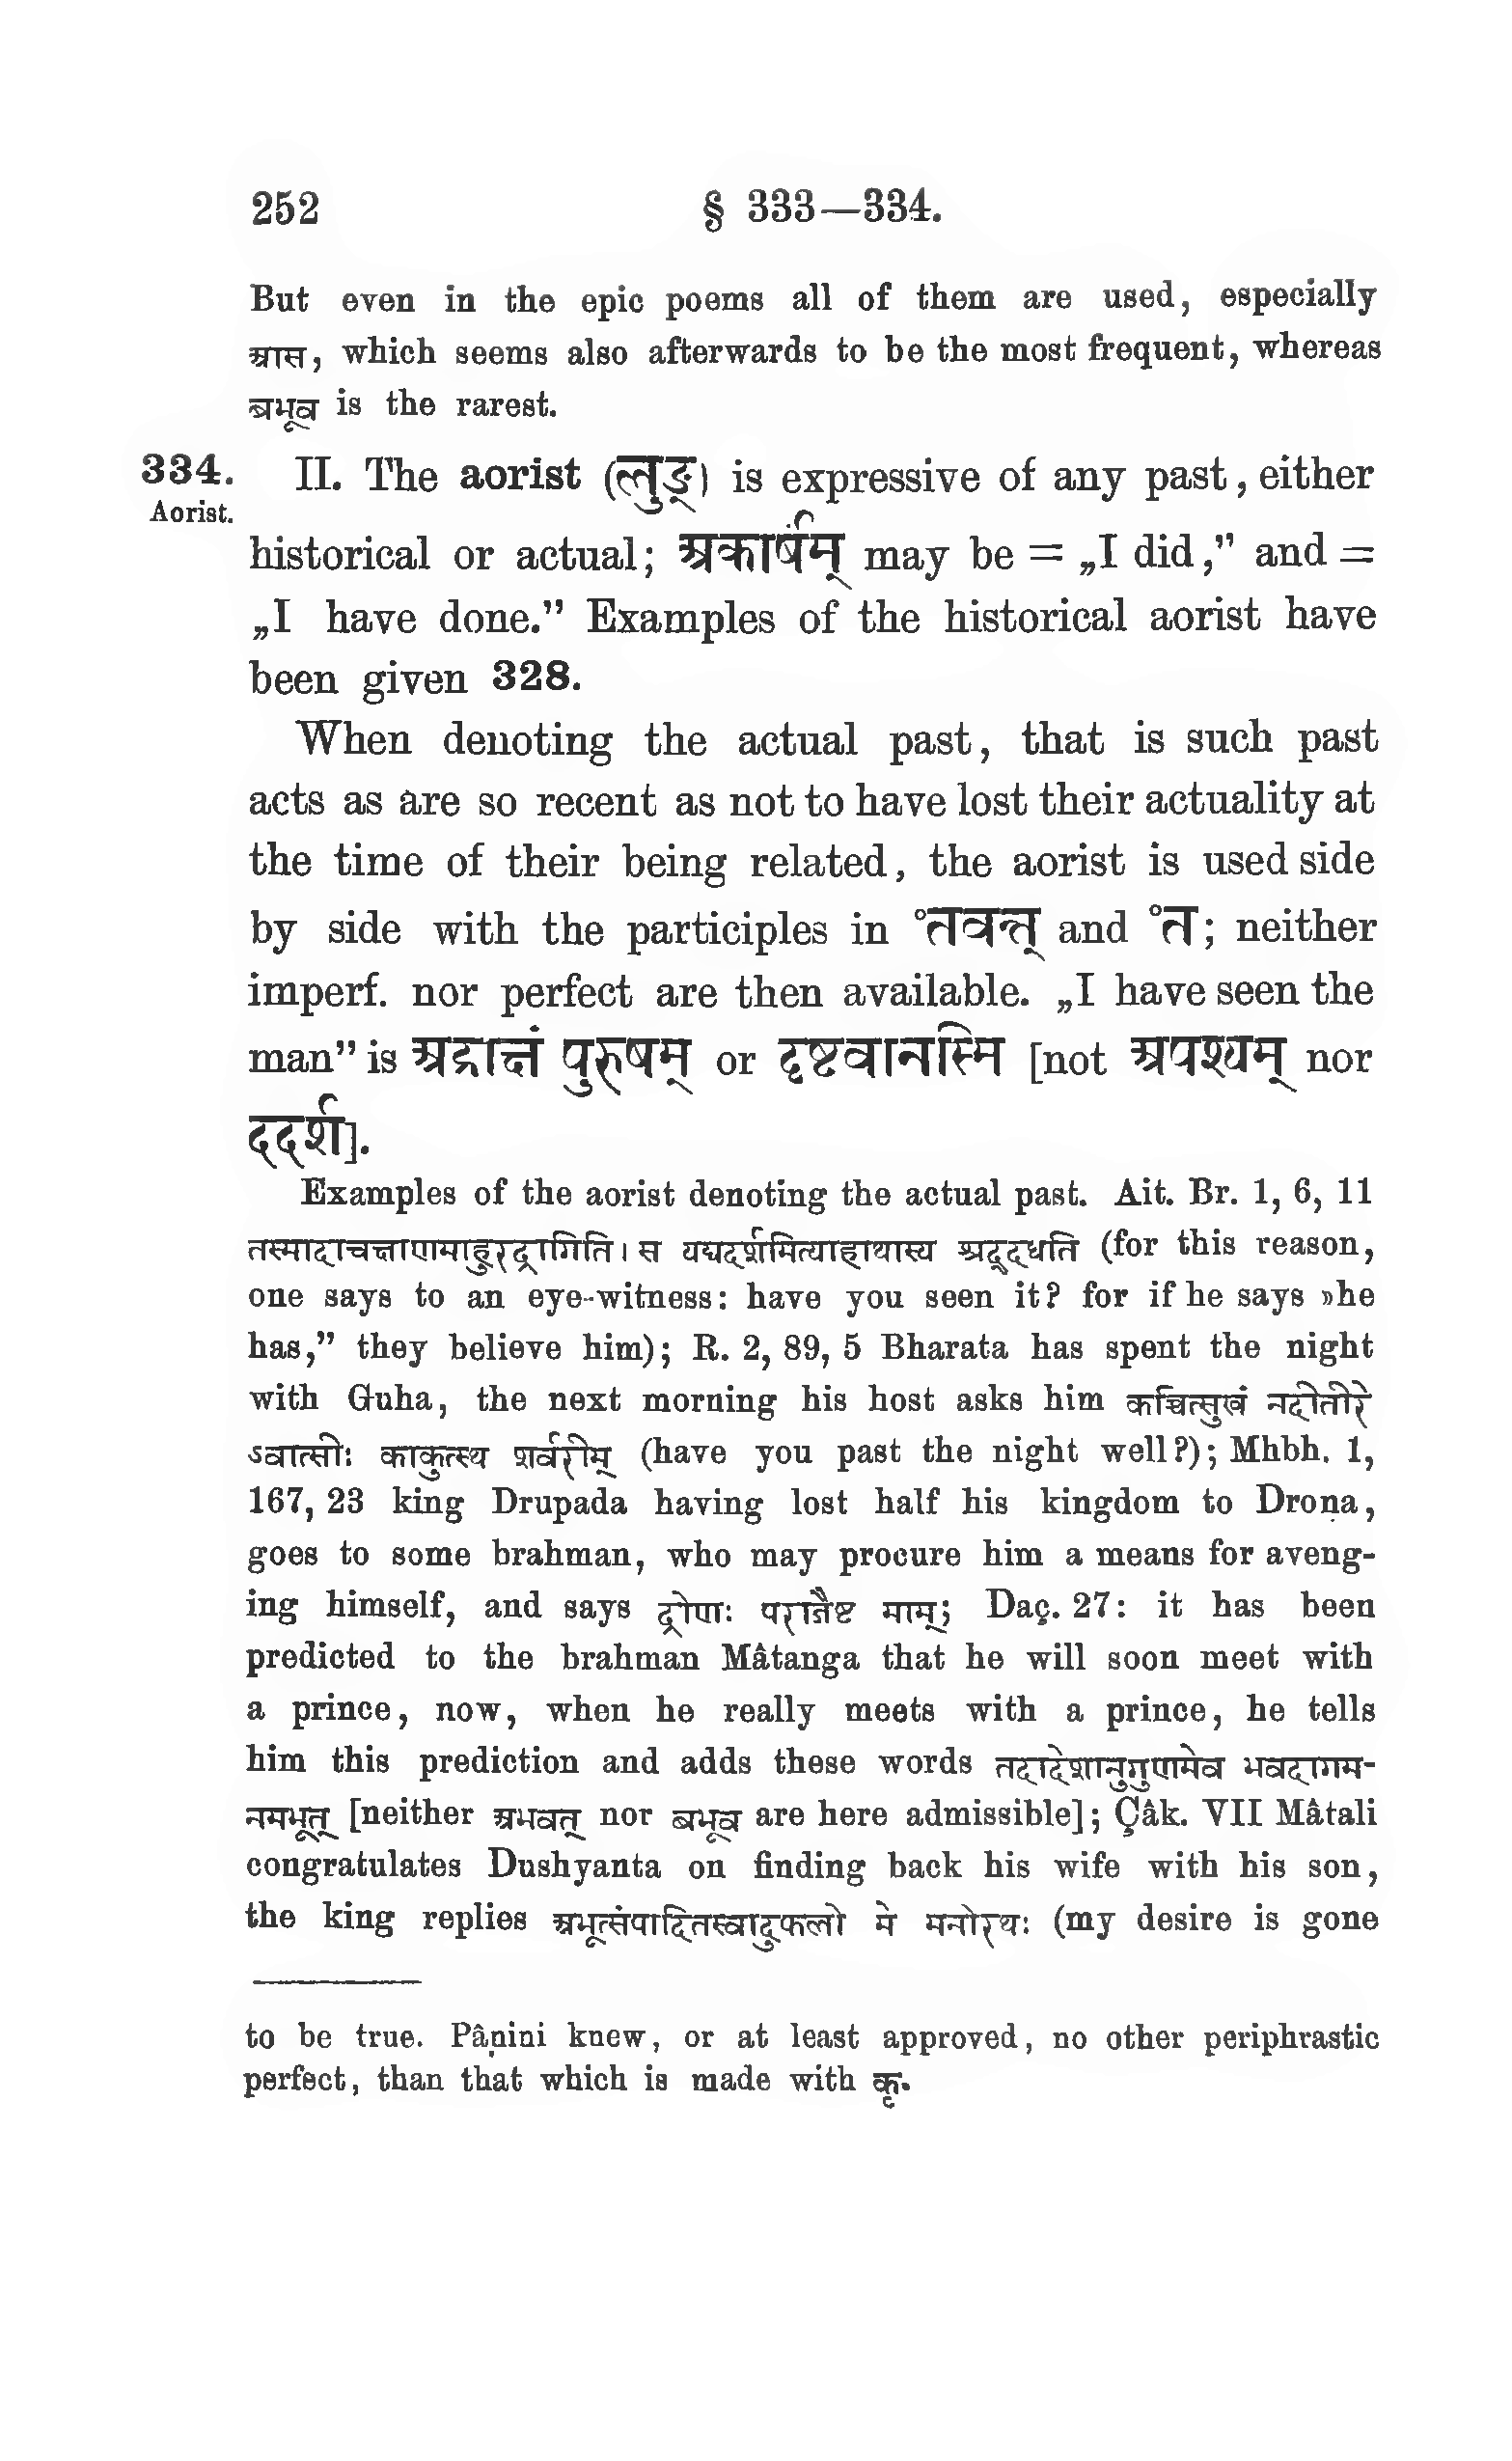 252 § 333—334.
But even in the epic poems all of them are used, especially
आस, which seems also afterwards to be the most frequent, whereas
बभूव is the rarest.
334. II. The aorist (लुङ्) is expressive of any past, either
Aorist.
historical or actual; अकार्षम् may be = „I did,” and =
„I have done.” Examples of the historical aorist have
been given 328.
When denoting the actual past, that is such past
acts as are so recent as not to have lost their actuality at
the time of their being related, the aorist is used side
by side with the participles in °तवत् and °त; neither
imperf. nor perfect are then available. „I have seen the
man” is अद्राक्षं पुरुषम् or दृष्टवानस्मि [not अपश्यम् nor
ददर्श].
Examples of the aorist denoting the actual past. Ait. Br. 1, 6, 11
तस्मादाचक्षाणमाहुरद्रागिति। स यद्यदर्शमित्याहाथास्य श्रद्दधति (for this reason,
one says to an eye-witness: have you seen it? for if he says »he
has,” they believe him); R. 2, 89, 5 Bharata has spent the night
with Guha, the next morning his host asks him कच्चित्सुखं नदीतीरे
ऽवात्सीः काकुत्स्थ शर्वरीम् (have you past the night well?); Mhbh. 1,
167, 23 king Drupada having lost half his kingdom to Droṇa,
goes to some brahman, who may procure him a means for aveng-
ing himself, and says द्रोणः पराजैष्ट माम्; Daç. 27: it has been
predicted to the brahman Mâtanga that he will soon meet with
a prince, now, when he really meets with a prince, he tells
him this prediction and adds these words तदादेशानुगुणमेव भवदागम-
नमभूत् [neither अभवत् nor बभूव are here admissible]; Çâk. VII Mâtali
congratulates Dushyanta on finding back his wife with his son,
the king replies अभूत्संपादितस्वादुफलो मे मनोरथः (my desire is gone
to be true. Pâṇini knew, or at least approved, no other periphrastic
perfect, than that which is made with कृ.